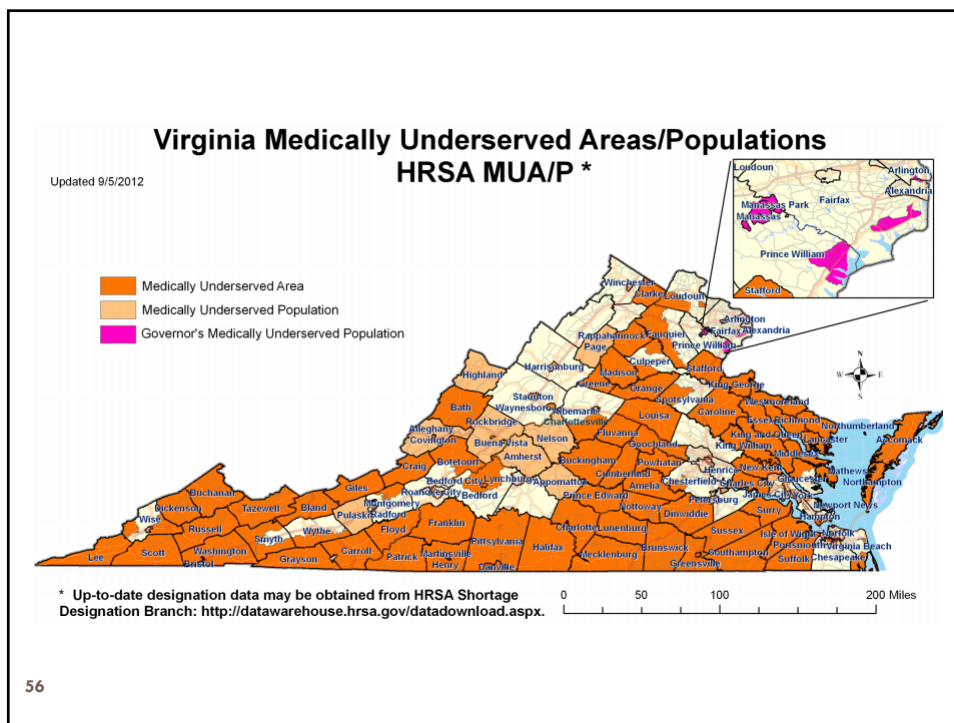 Virginia Medically Underserved Areas/Populations
HRSA MUA/P *
Updated 9/5/2012
Medically Underserved Area
Medically Underserved Population
Governor's Medically Underserved Population
Loudoun
Arlington
Alexandria
Manassas Park
Fairfax
Manassas
Prince William
Stafford
Winchester
Clarke
Loudoun
Arlington
Rappahannock
Fauquier
Fairfax
Alexandria
Page
Prince William
Culpeper
Harrisonburg
Madison
Stafford
Highland
Greene
Orange
King George
Staunton
Spotsylvania
Westmoreland
Bath
Waynesboro
Albemarle
Caroline
Essex
Richmond
Rockbridge
Charlottesville
Louisa
Northumberland
Alleghany
Fluvanna
King and Queen
Lancaster
Accomack
Covington
Buena Vista
Nelson
Goochland
King William
Middlesex
Craig
Botetourt
Amherst
Buckingham
Powhatan
Henrico
New Kent
Mathews
Bedford City
Lynchburg
Appomattox
Cumberland
Chesterfield
Charles City
Gloucester
Northampton
Buchanan
Giles
Roanoke City
Bedford
Amelia
James City
York
Dickenson
Tazewell
Bland
Montgomery
Radford
Prince Edward
Nottoway
Petersburg
Surry
Newport News
Wise
Pulaski
Franklin
Dinwiddie
Hampton
Russell
Smyth
Wythe
Floyd
Charlotte
Lunenburg
Sussex
Isle of Wight
Norfolk
Lee
Scott
Washington
Carroll
Patrick
Martinsville
Pittsylvania
Halifax
Mecklenburg
Brunswick
Southampton
Portsmouth
Virginia Beach
Bristol
Grayson
Henry
Danville
Greensville
Suffolk
Chesapeake
N
W
E
S
* Up-to-date designation data may be obtained from HRSA Shortage
Designation Branch: http://datawarehouse.hrsa.gov/datadownload.aspx.
0 50 100 200 Miles
56